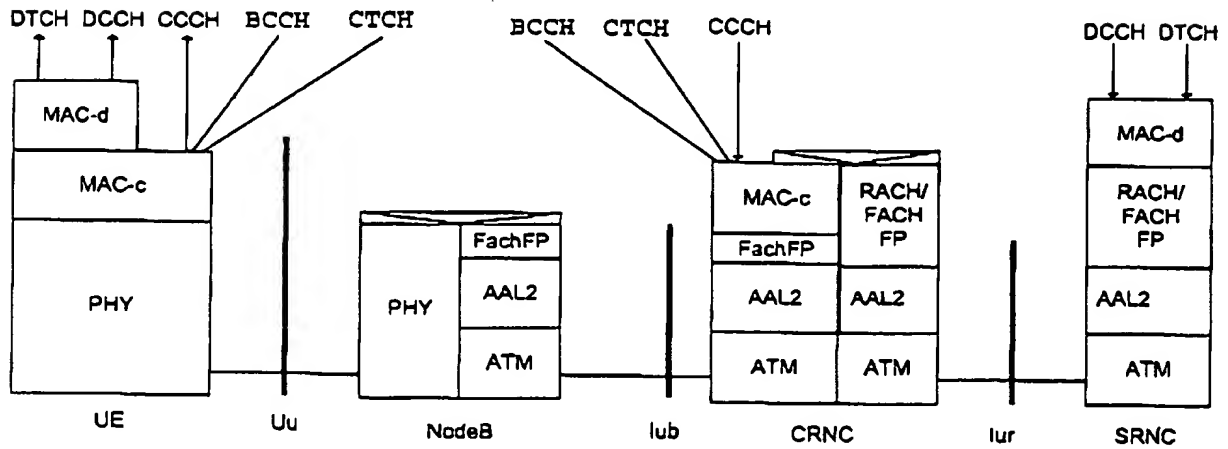 DTCH DCCH CCCH BCCH CTCH BCCH CTCH CCCH DCCH DTCH
MAC-d
MAC-c
PHY
PHY
FachFP
AAL2
ATM
MAC-c
FachFP
AAL2
ATM
RACH/
FACH
FP
AAL2
ATM
MAC-d
RACH/
FACH
FP
AAL2
ATM
UE Uu NodeB Iub CRNC Iur SRNC